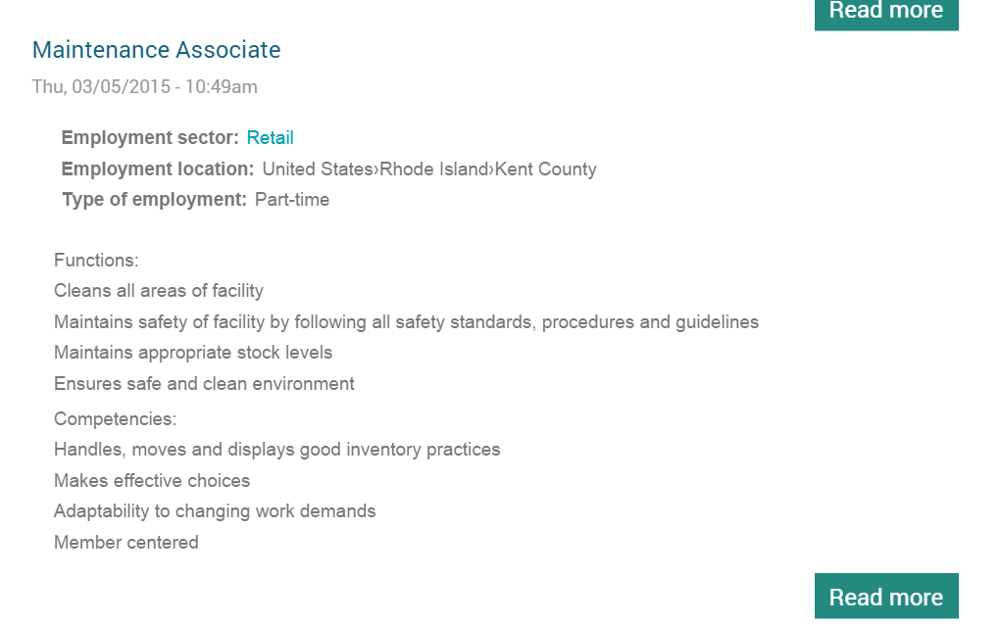 Read more
Maintenance Associate
Thu, 03/05/2015 - 10:49am
Employment sector: Retail
Employment location: United States›Rhode Island›Kent County
Type of employment: Part-time
Functions:
Cleans all areas of facility
Maintains safety of facility by following all safety standards, procedures and guidelines
Maintains appropriate stock levels
Ensures safe and clean environment
Competencies:
Handles, moves and displays good inventory practices
Makes effective choices
Adaptability to changing work demands
Member centered
Read more